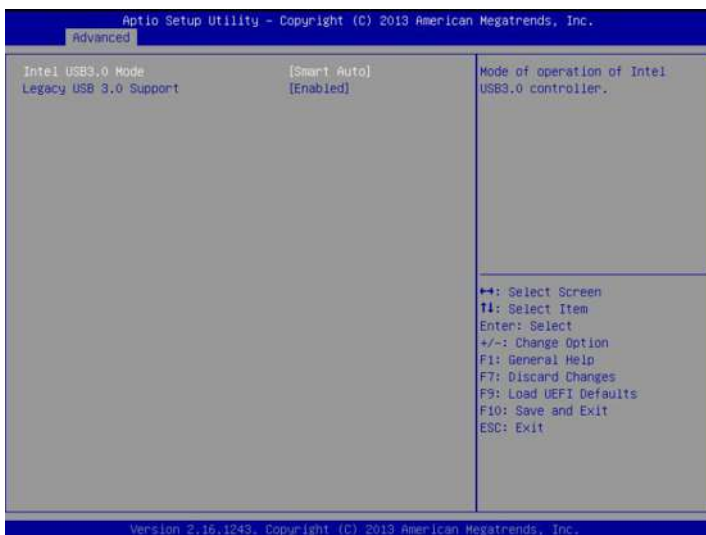 Aptio Setup Utility – Copyright (C) 2013 American Megatrends, Inc.
Advanced
Intel USB3.0 Mode [Smart Auto]
Legacy USB 3.0 Support [Enabled]
Mode of operation of Intel
USB3.0 controller.
↔: Select Screen
↑↓: Select Item
Enter: Select
+/-: Change Option
F1: General Help
F7: Discard Changes
F9: Load UEFI Defaults
F10: Save and Exit
ESC: Exit
Version 2.16.1243. Copyright (C) 2013 American Megatrends, Inc.